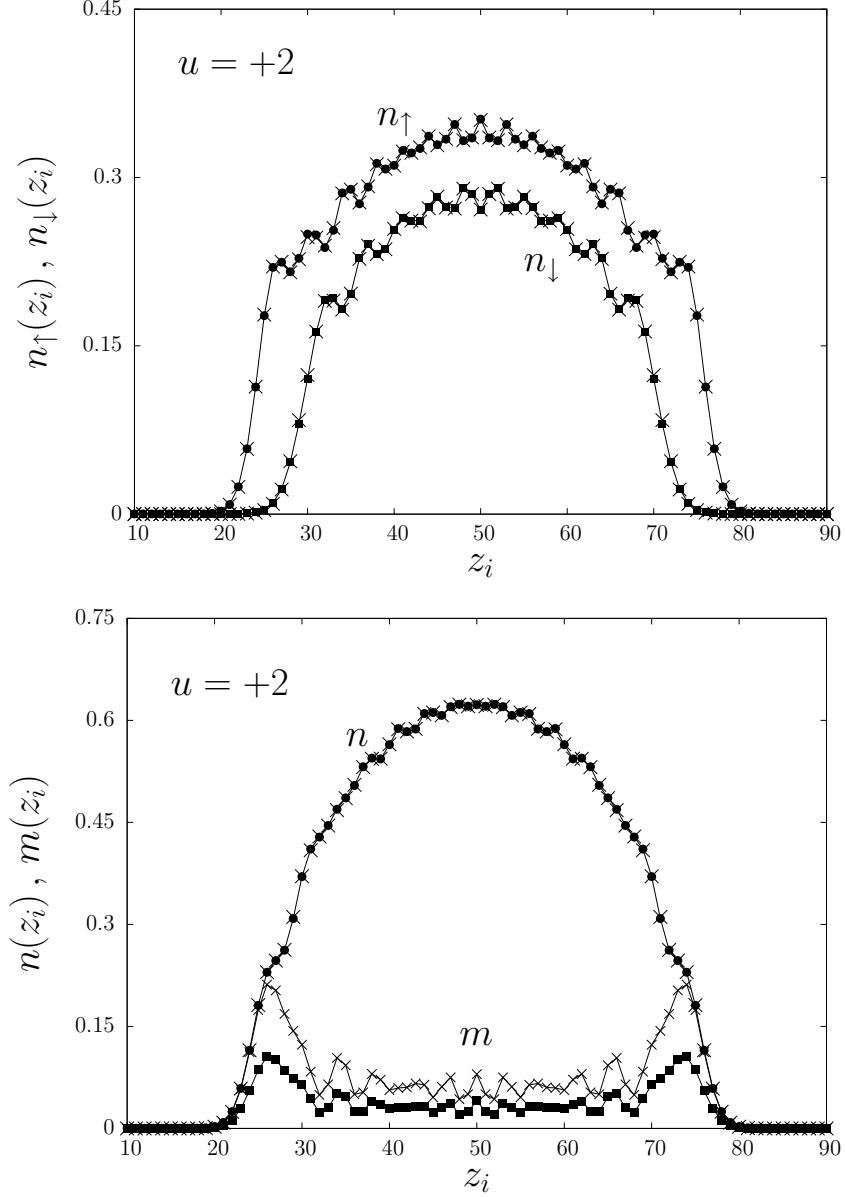 0.45
u = +2
n↑
0.3
n↓
0.15
0
10 20 30 40 50 60 70 80 90
z_i
n↑(z_i) , n↓(z_i)
0.75
u = +2
n
0.6
0.45
0.3
0.15
m
0
10 20 30 40 50 60 70 80 90
z_i
n(z_i) , m(z_i)